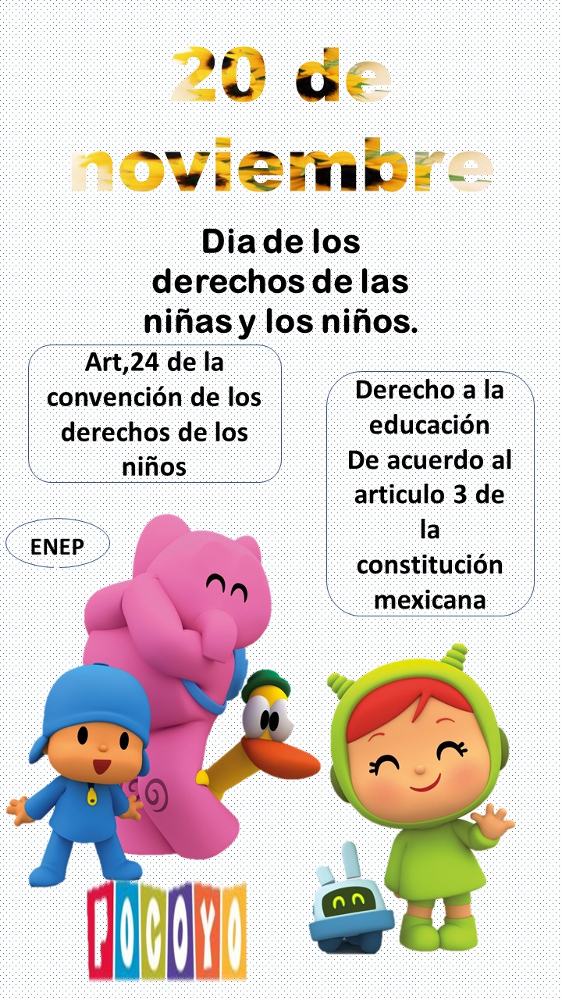 20 de
noviembre
Dia de los
derechos de las
niñas y los niños.
Art,24 de la
convención de los
derechos de los
niños
Derecho a la
educación
De acuerdo al
articulo 3 de
la
constitución
mexicana
ENEP
POCOYO